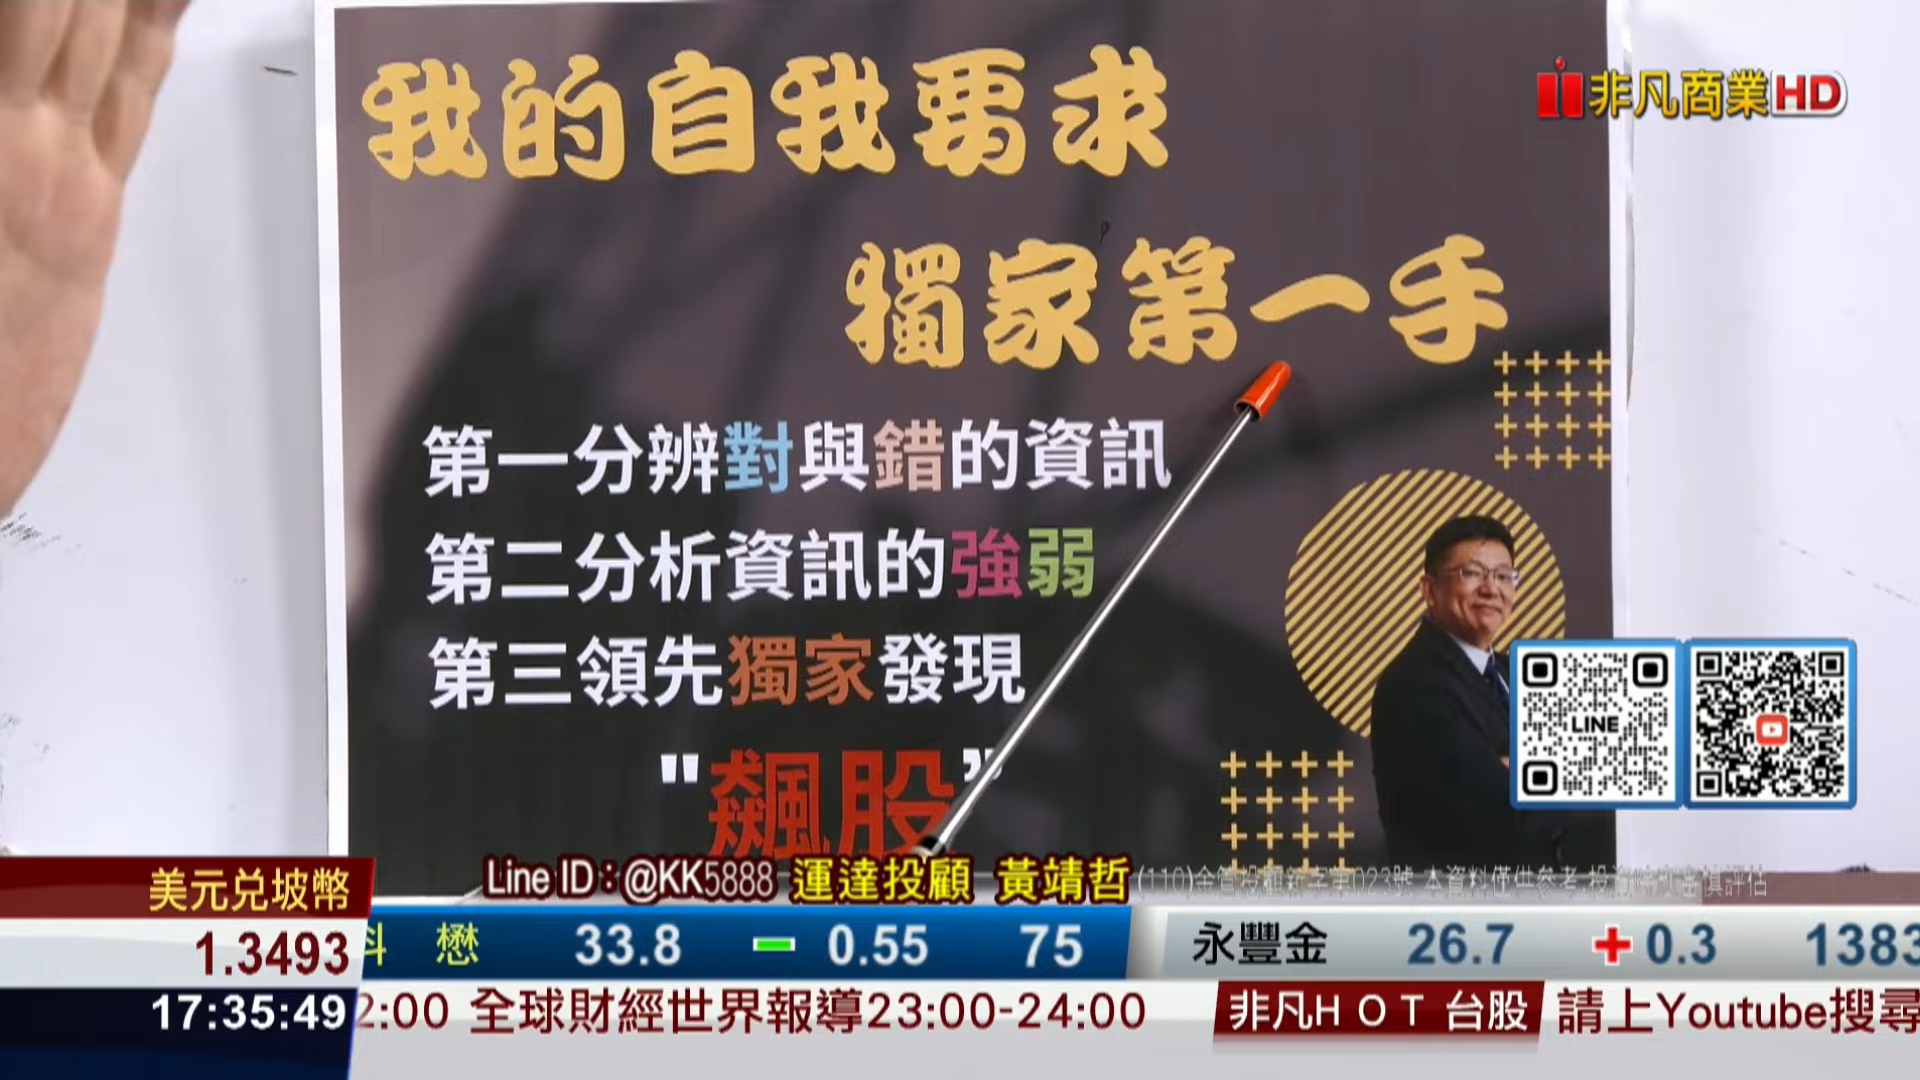 我的自我要求
非凡商業HD
獨家第一手
第一分辨對與錯的資訊
第二分析資訊的強弱
第三領先獨家發現
"飆股"
LINE
Line ID：@KK5888 運達投顧 黃靖哲
美元兌坡幣
1.3493
科 懋 33.8 － 0.55 75
永豐金 26.7 + 0.3 1383
17:35:49
2:00 全球財經世界報導23:00-24:00
非凡HOT 台股 請上Youtube搜尋